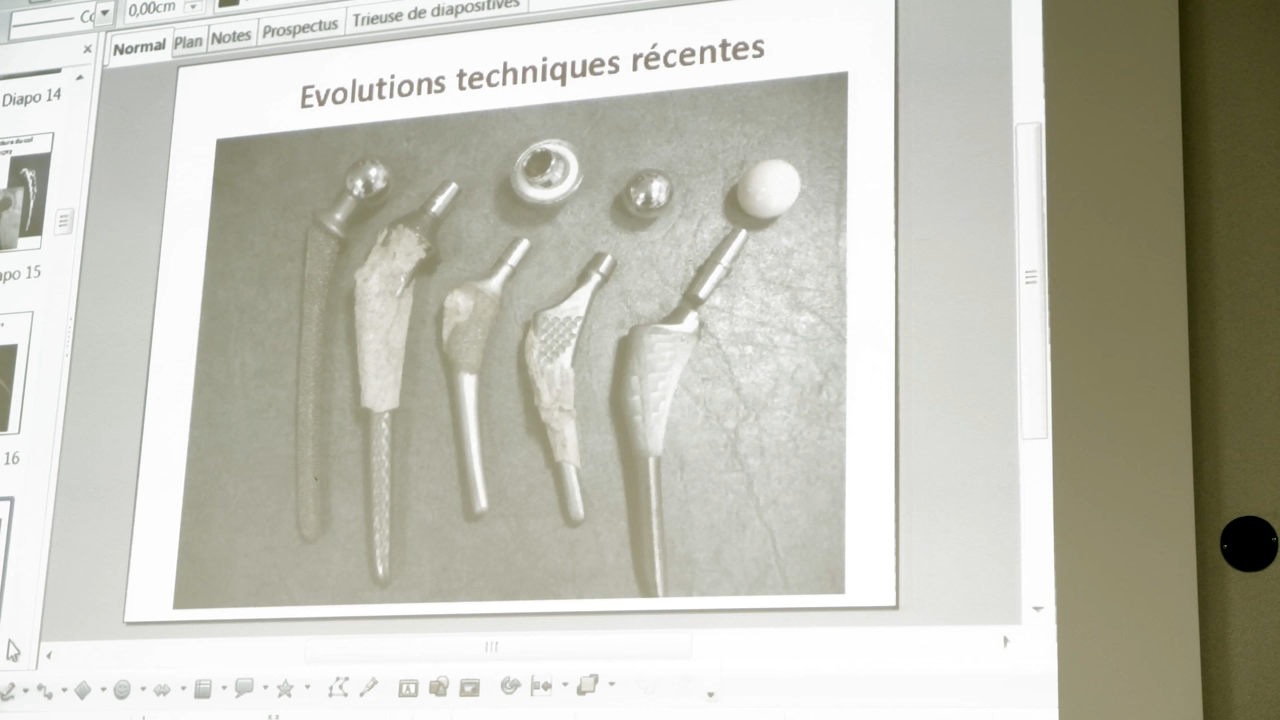 0,00cm
Normal Plan Notes Prospectus Trieuse de diapositives
Evolutions techniques récentes
Diapo 14
apo 15
16